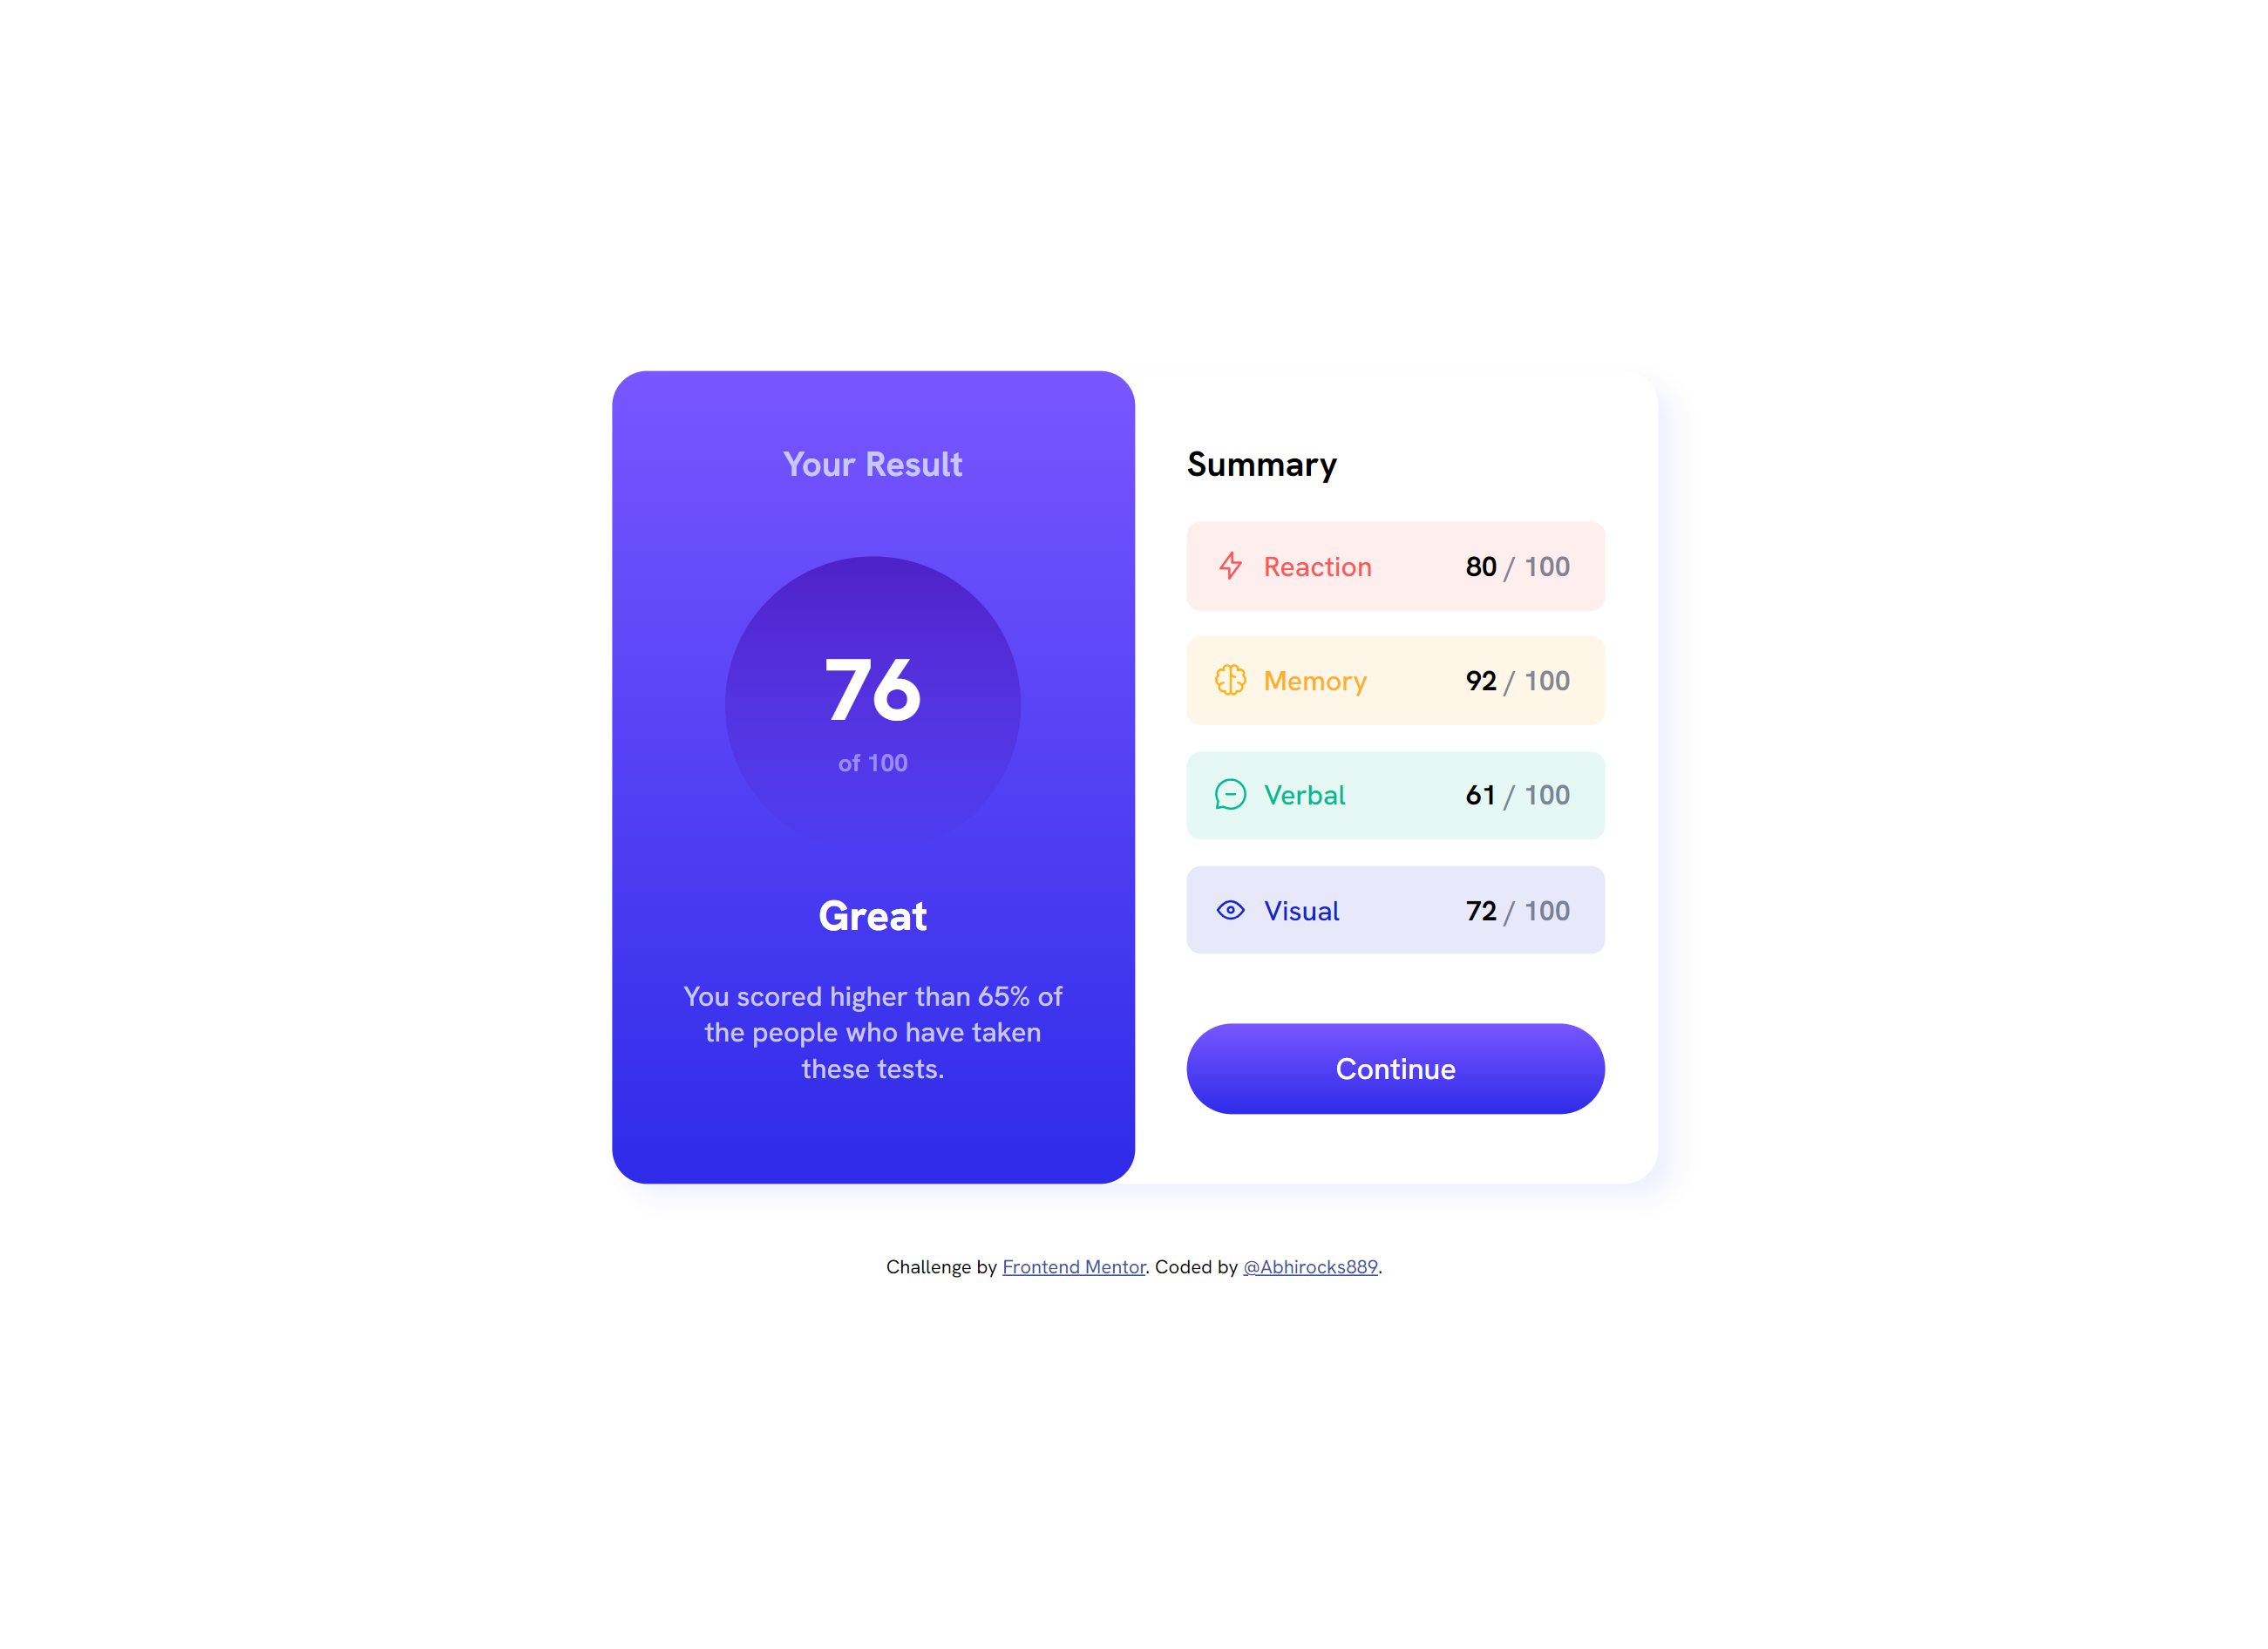 Your Result
76
of 100
Great
You scored higher than 65% of
the people who have taken
these tests.
Summary
Reaction 80 / 100
Memory 92 / 100
Verbal 61 / 100
Visual 72 / 100
Continue
Challenge by Frontend Mentor. Coded by @Abhirocks889.